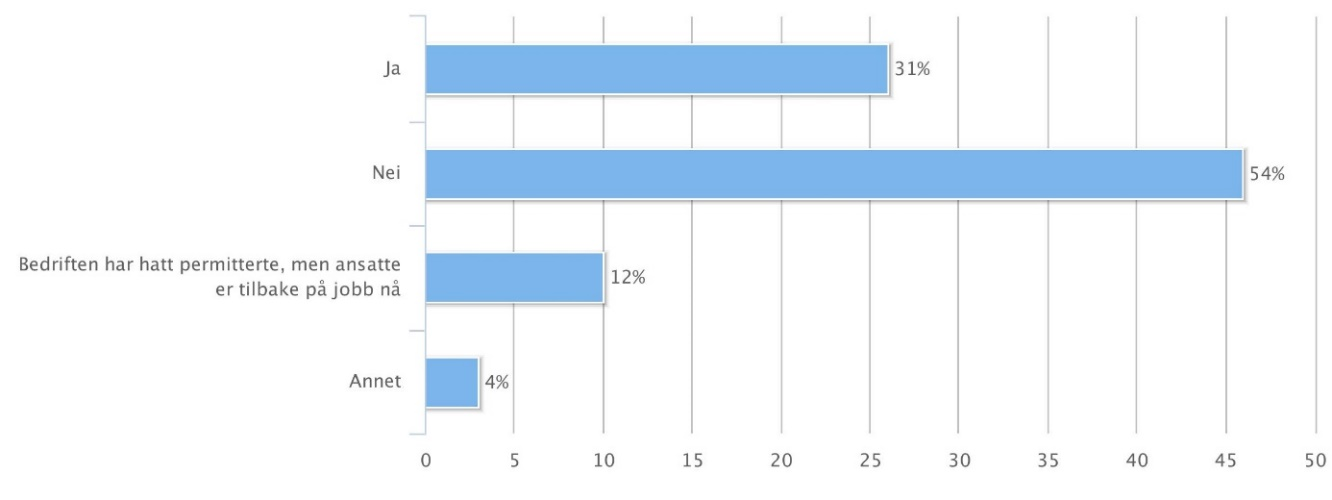 Ja
31%
Nei
54%
Bedriften har hatt permitterte, men ansatte
er tilbake på jobb nå
12%
Annet
4%
0 5 10 15 20 25 30 35 40 45 50